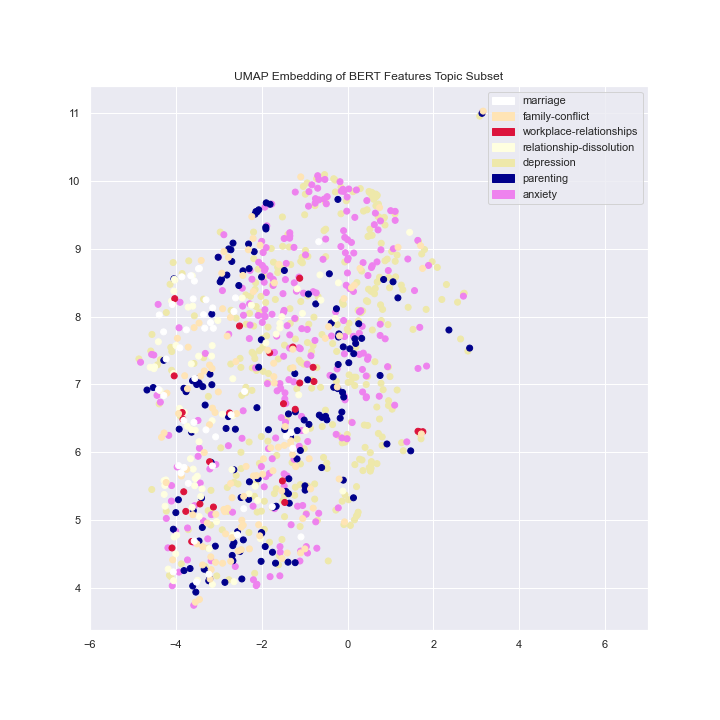 UMAP Embedding of BERT Features Topic Subset
marriage
family-conflict
workplace-relationships
relationship-dissolution
depression
parenting
anxiety
11
10
9
8
7
6
5
4
−6 −4 −2 0 2 4 6